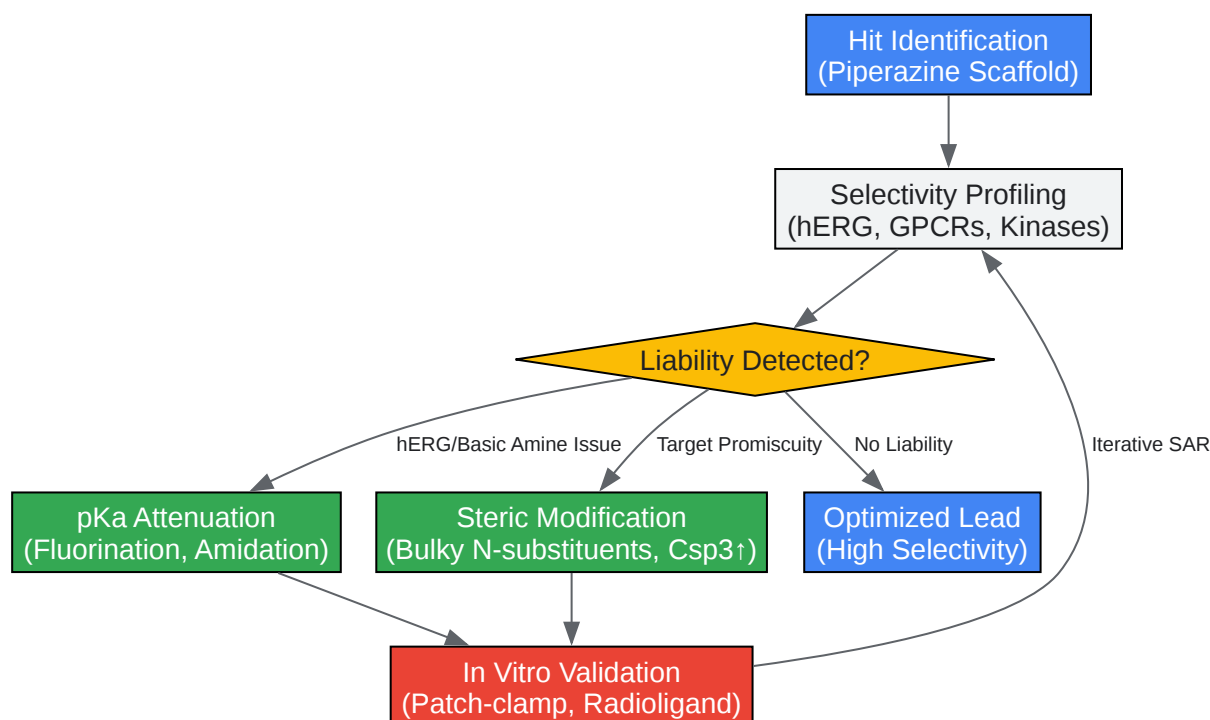 Hit Identification
(Piperazine Scaffold)
Selectivity Profiling
(hERG, GPCRs, Kinases)
Liability Detected?
hERG/Basic Amine Issue
Target Promiscuity
No Liability
Iterative SAR
pKa Attenuation
(Fluorination, Amidation)
Steric Modification
(Bulky N-substituents, Csp3↑)
Optimized Lead
(High Selectivity)
In Vitro Validation
(Patch-clamp, Radioligand)